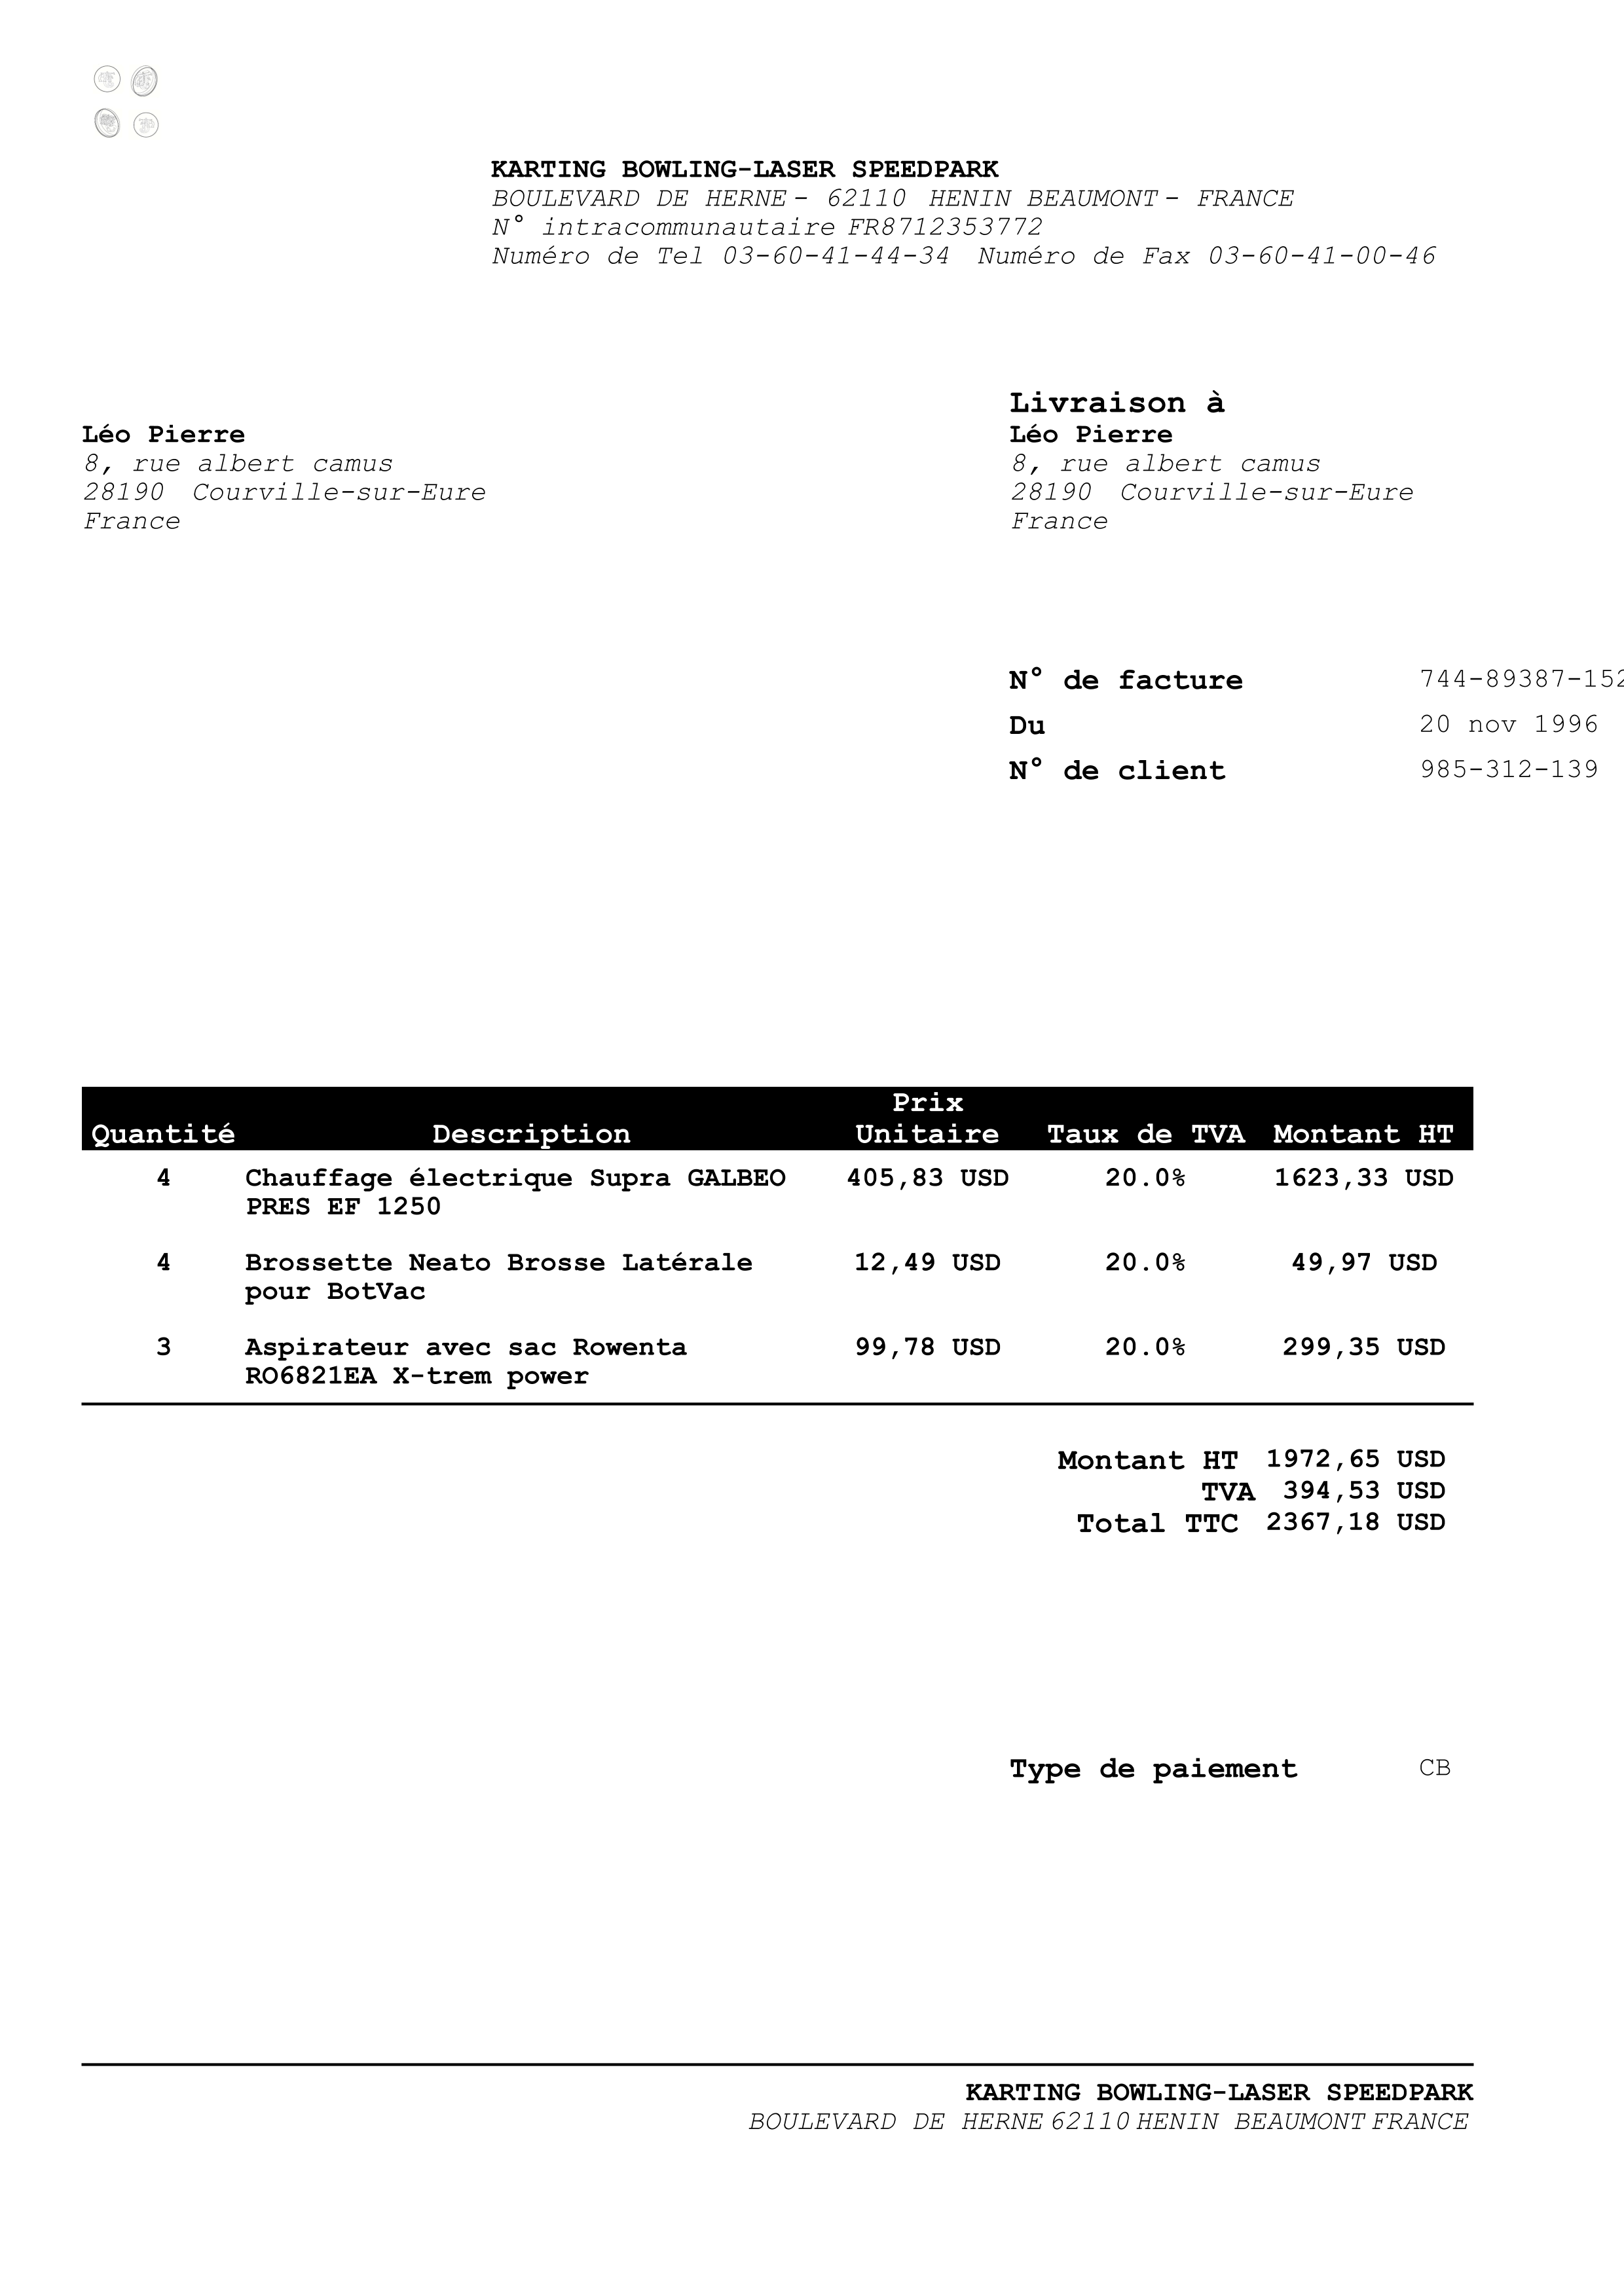 KARTING BOWLING-LASER SPEEDPARK
BOULEVARD DE HERNE - 62110 HENIN BEAUMONT - FRANCE
N° intracommunautaire FR8712353772
Numéro de Tel 03-60-41-44-34 Numéro de Fax 03-60-41-00-46
Léo Pierre
8, rue albert camus
28190 Courville-sur-Eure
France
Livraison à
Léo Pierre
8, rue albert camus
28190 Courville-sur-Eure
France
N° de facture 744-89387-152
Du 20 nov 1996
N° de client 985-312-139
Quantité Description Prix Unitaire Taux de TVA Montant HT
4 Chauffage électrique Supra GALBEO 405,83 USD 20.0% 1623,33 USD
PRES EF 1250
4 Brossette Neato Brosse Latérale 12,49 USD 20.0% 49,97 USD
pour BotVac
3 Aspirateur avec sac Rowenta 99,78 USD 20.0% 299,35 USD
RO6821EA X-trem power
Montant HT 1972,65 USD
TVA 394,53 USD
Total TTC 2367,18 USD
Type de paiement CB
KARTING BOWLING-LASER SPEEDPARK
BOULEVARD DE HERNE 62110 HENIN BEAUMONT FRANCE